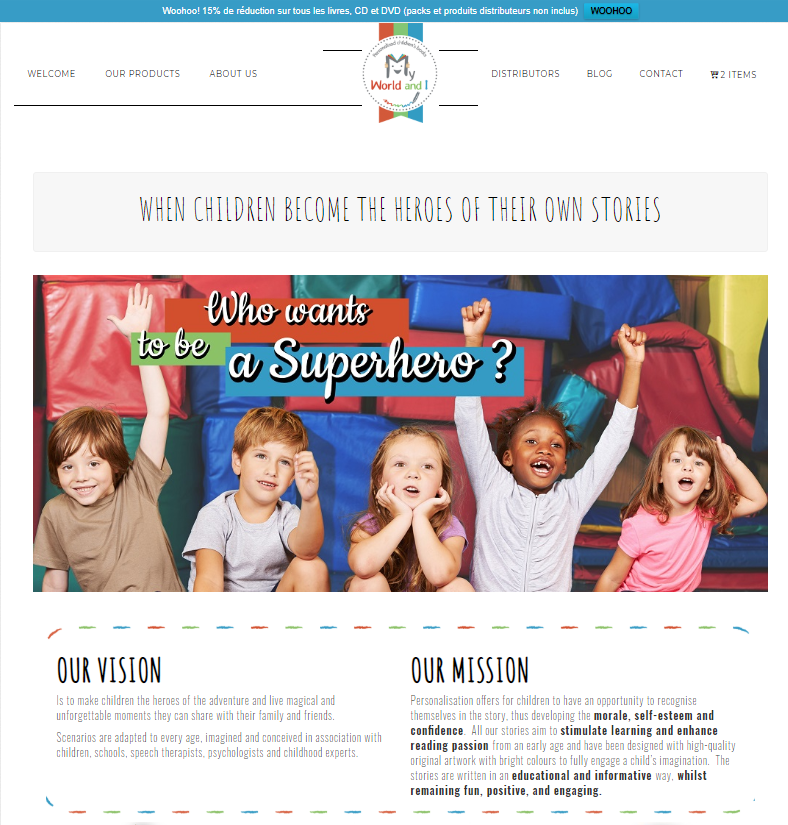 Woohoo! 15% de réduction sur tous les livres, CD et DVD (packs et produits distributeurs non inclus) WOOHOO
WELCOME OUR PRODUCTS ABOUT US
Personalised children's books
My
World and I
DISTRIBUTORS BLOG CONTACT 2 ITEMS
WHEN CHILDREN BECOME THE HEROES OF THEIR OWN STORIES
Who wants
to be
a Superhero ?
OUR VISION
Is to make children the heroes of the adventure and live magical and
unforgettable moments they can share with their family and friends.
Scenarios are adapted to every age, imagined and conceived in association with
children, schools, speech therapists, psychologists and childhood experts.
OUR MISSION
Personalisation offers for children to have an opportunity to recognise
themselves in the story, thus developing the morale, self-esteem and
confidence. All our stories aim to stimulate learning and enhance
reading passion from an early age and have been designed with high-quality
original artwork with bright colours to fully engage a child's imagination. The
stories are written in an educational and informative way, whilst
remaining fun, positive, and engaging.